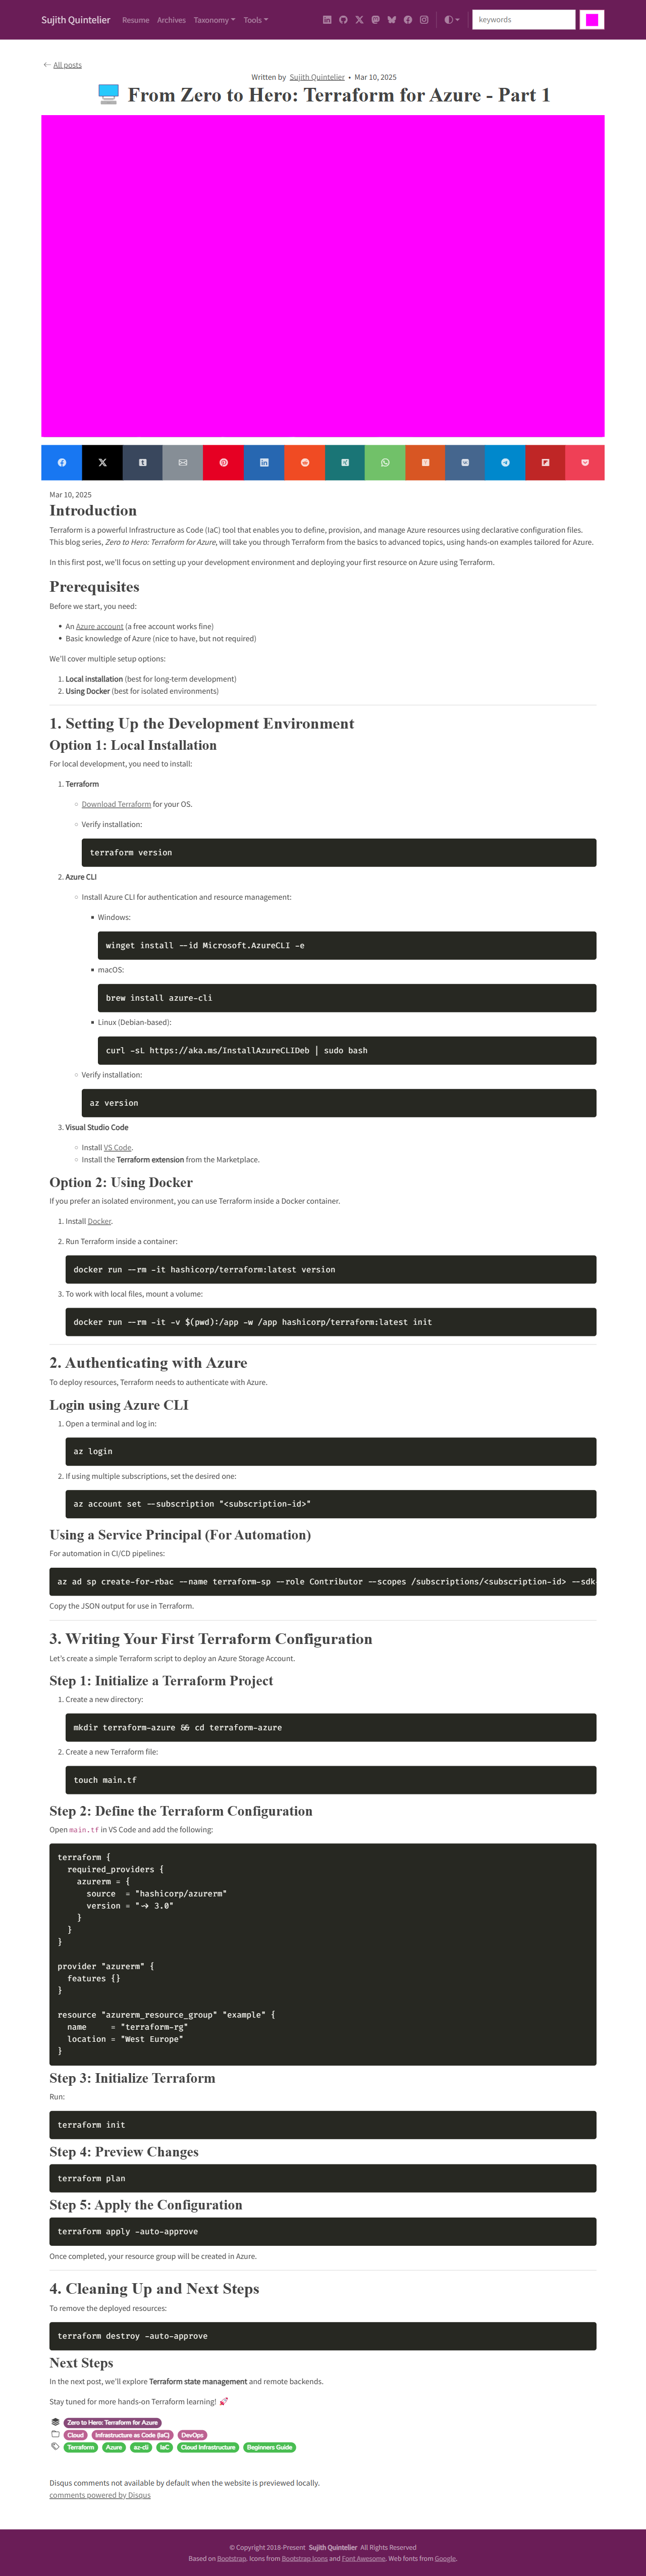 Sujith Quintelier Resume Archives Taxonomy Tools keywords
All posts
Written by Sujith Quintelier • Mar 10, 2025
From Zero to Hero: Terraform for Azure - Part 1
Mar 10, 2025
Introduction
Terraform is a powerful Infrastructure as Code (IaC) tool that enables you to define, provision, and manage Azure resources using declarative configuration files.
This blog series, Zero to Hero: Terraform for Azure, will take you through Terraform from the basics to advanced topics, using hands-on examples tailored for Azure.
In this first post, we'll focus on setting up your development environment and deploying your first resource on Azure using Terraform.
Prerequisites
Before we start, you need:
• An Azure account (a free account works fine)
• Basic knowledge of Azure (nice to have, but not required)
We'll cover multiple setup options:
1. Local installation (best for long-term development)
2. Using Docker (best for isolated environments)
1. Setting Up the Development Environment
Option 1: Local Installation
For local development, you need to install:
1. Terraform
○ Download Terraform for your OS.
○ Verify installation:
terraform version
2. Azure CLI
○ Install Azure CLI for authentication and resource management:
▪ Windows:
winget install --id Microsoft.AzureCLI -e
▪ macOS:
brew install azure-cli
▪ Linux (Debian-based):
curl -sL https://aka.ms/InstallAzureCLIDeb | sudo bash
○ Verify installation:
az version
3. Visual Studio Code
○ Install VS Code.
○ Install the Terraform extension from the Marketplace.
Option 2: Using Docker
If you prefer an isolated environment, you can use Terraform inside a Docker container.
1. Install Docker.
2. Run Terraform inside a container:
docker run --rm -it hashicorp/terraform:latest version
3. To work with local files, mount a volume:
docker run --rm -it -v $(pwd):/app -w /app hashicorp/terraform:latest init
2. Authenticating with Azure
To deploy resources, Terraform needs to authenticate with Azure.
Login using Azure CLI
1. Open a terminal and log in:
az login
2. If using multiple subscriptions, set the desired one:
az account set --subscription "<subscription-id>"
Using a Service Principal (For Automation)
For automation in CI/CD pipelines:
az ad sp create-for-rbac --name terraform-sp --role Contributor --scopes /subscriptions/<subscription-id> --sdk-
Copy the JSON output for use in Terraform.
3. Writing Your First Terraform Configuration
Let's create a simple Terraform script to deploy an Azure Storage Account.
Step 1: Initialize a Terraform Project
1. Create a new directory:
mkdir terraform-azure && cd terraform-azure
2. Create a new Terraform file:
touch main.tf
Step 2: Define the Terraform Configuration
Open main.tf in VS Code and add the following:
terraform {
  required_providers {
    azurerm = {
      source  = "hashicorp/azurerm"
      version = "~> 3.0"
    }
  }
}
provider "azurerm" {
  features {}
}
resource "azurerm_resource_group" "example" {
  name     = "terraform-rg"
  location = "West Europe"
}
Step 3: Initialize Terraform
Run:
terraform init
Step 4: Preview Changes
terraform plan
Step 5: Apply the Configuration
terraform apply -auto-approve
Once completed, your resource group will be created in Azure.
4. Cleaning Up and Next Steps
To remove the deployed resources:
terraform destroy -auto-approve
Next Steps
In the next post, we'll explore Terraform state management and remote backends.
Stay tuned for more hands-on Terraform learning! 🚀
Zero to Hero: Terraform for Azure
Cloud Infrastructure as Code (IaC) DevOps
Terraform Azure az-cli IaC Cloud Infrastructure Beginners Guide
Disqus comments not available by default when the website is previewed locally.
comments powered by Disqus
© Copyright 2018-Present Sujith Quintelier All Rights Reserved
Based on Bootstrap. Icons from Bootstrap Icons and Font Awesome. Web fonts from Google.